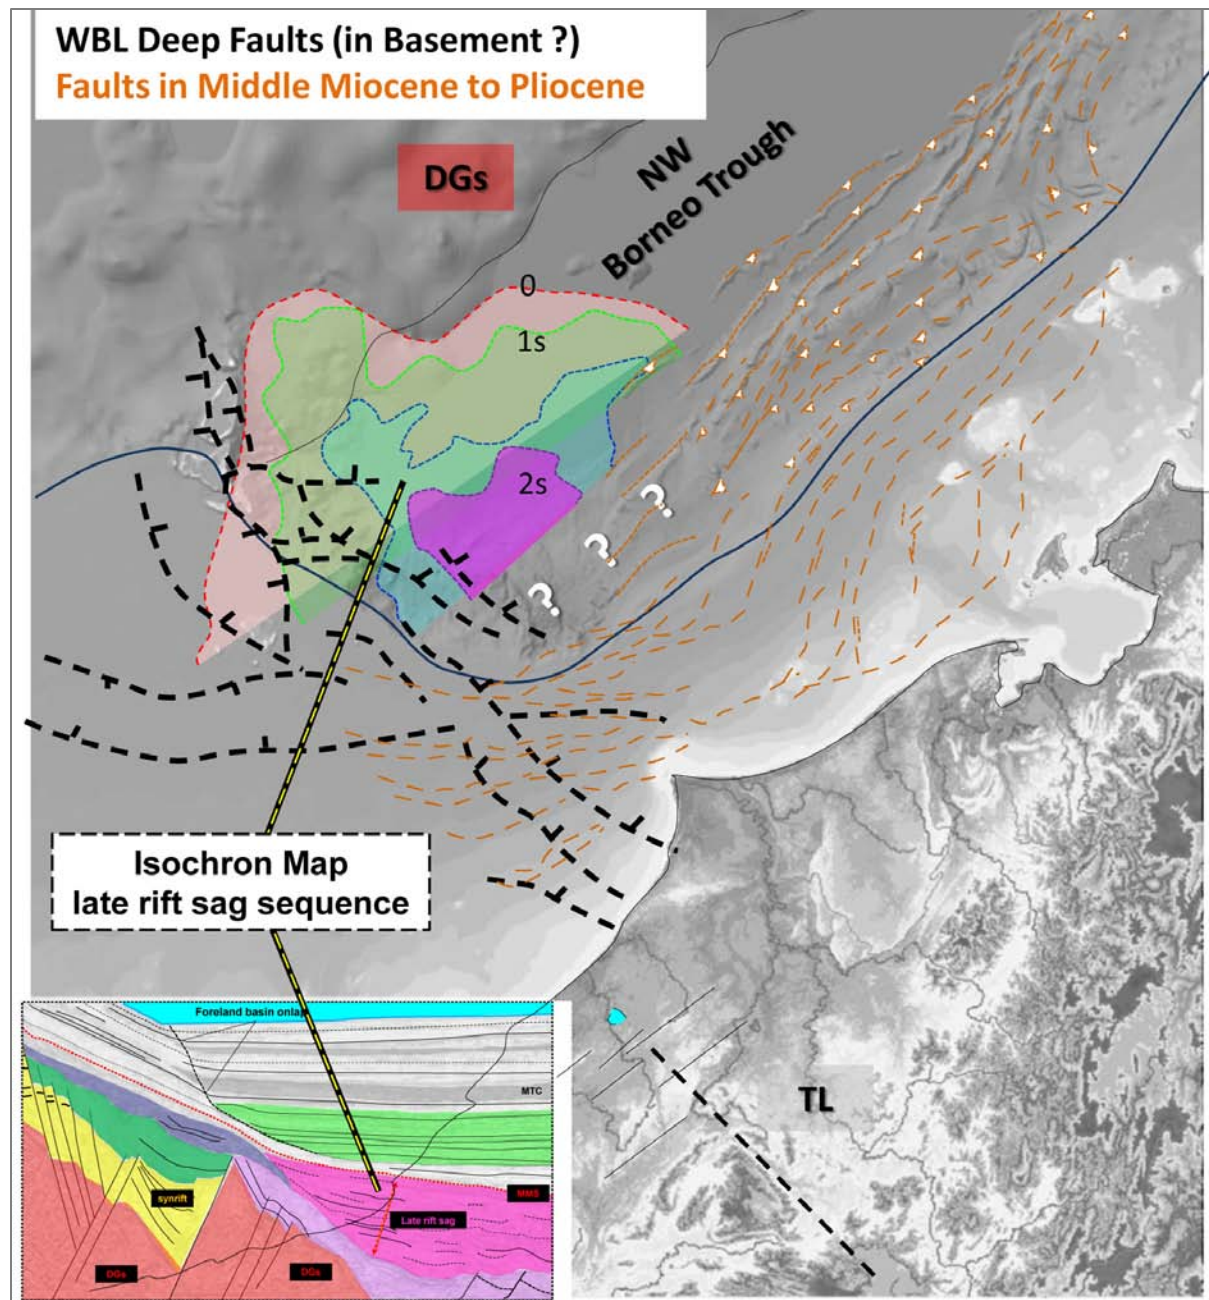 WBL Deep Faults (in Basement ?)
Faults in Middle Miocene to Pliocene
DGs
NW
Borneo Trough
0
1s
2s
?
?
?
Isochron Map
late rift sag sequence
Foreland basin onlap
MTC
synrift
MMS
Late rift sag
DGs
DGs
TL